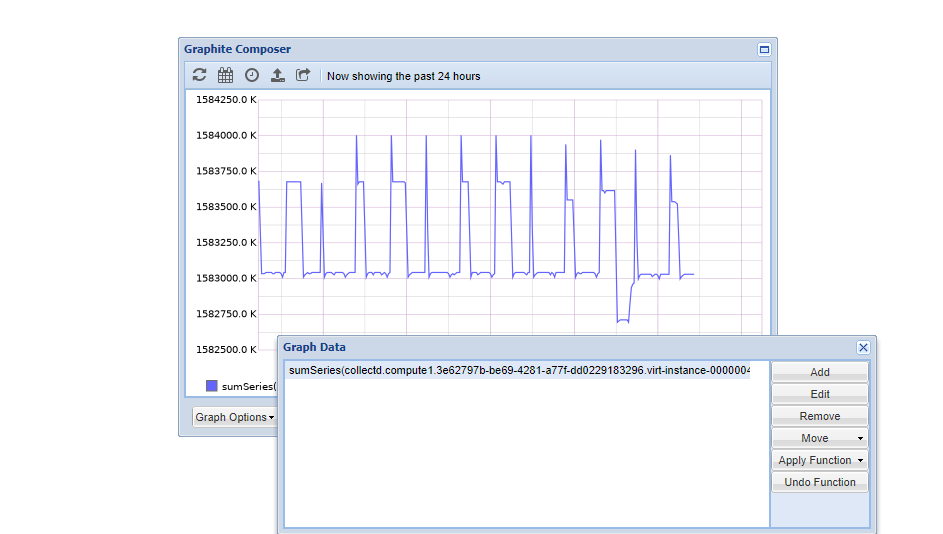 Graphite Composer
Now showing the past 24 hours
1584250.0 K
1584000.0 K
1583750.0 K
1583500.0 K
1583250.0 K
1583000.0 K
1582750.0 K
1582500.0 K
sumSeries(
Graph Options
Graph Data
sumSeries(collectd.compute1.3e62797b-be69-4281-a77f-dd0229183296.virt-instance-0000004
Add
Edit
Remove
Move
Apply Function
Undo Function